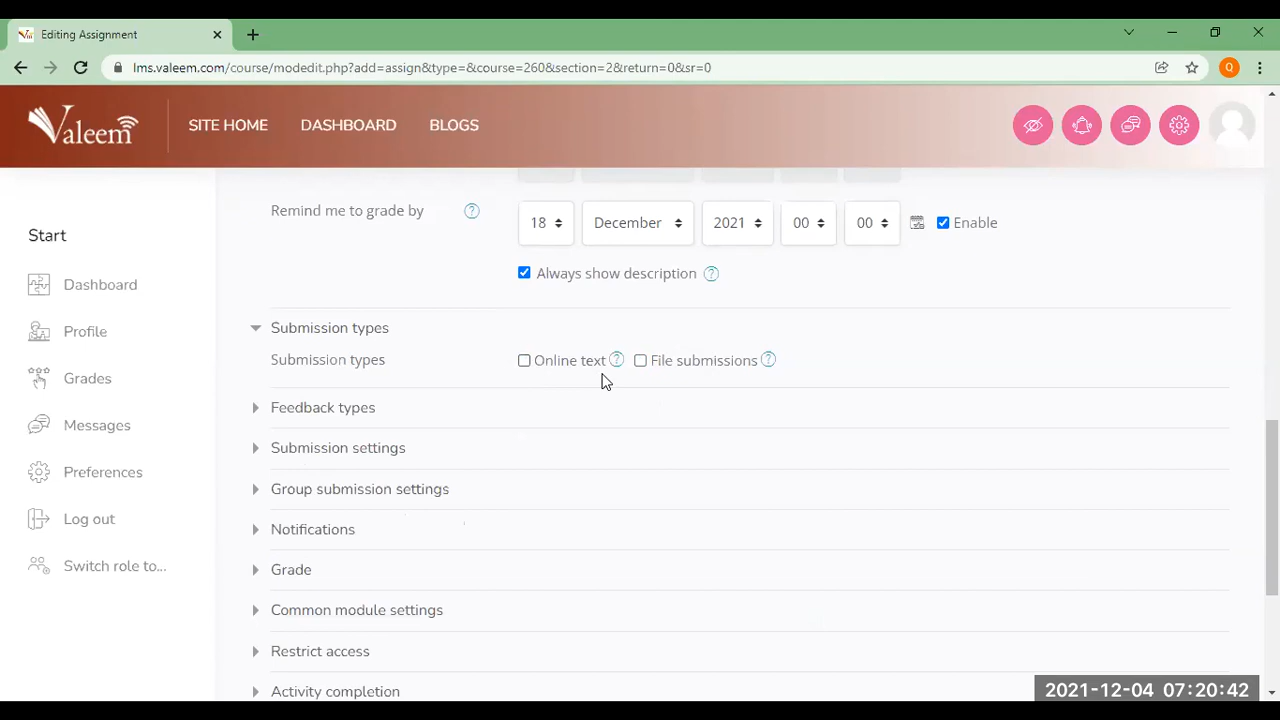 Editing Assignment
lms.valeem.com/course/modedit.php?add=assign&type=&course=260&section=2&return=0&sr=0
Q
Valeem
SITE HOME DASHBOARD BLOGS
Start
Dashboard
Profile
Grades
Messages
Preferences
Log out
Switch role to...
Remind me to grade by ? 18 December 2021 00 00 Enable
Always show description ?
Submission types
Submission types Online text ? File submissions ?
Feedback types
Submission settings
Group submission settings
Notifications
Grade
Common module settings
Restrict access
Activity completion
2021-12-04 07:20:42